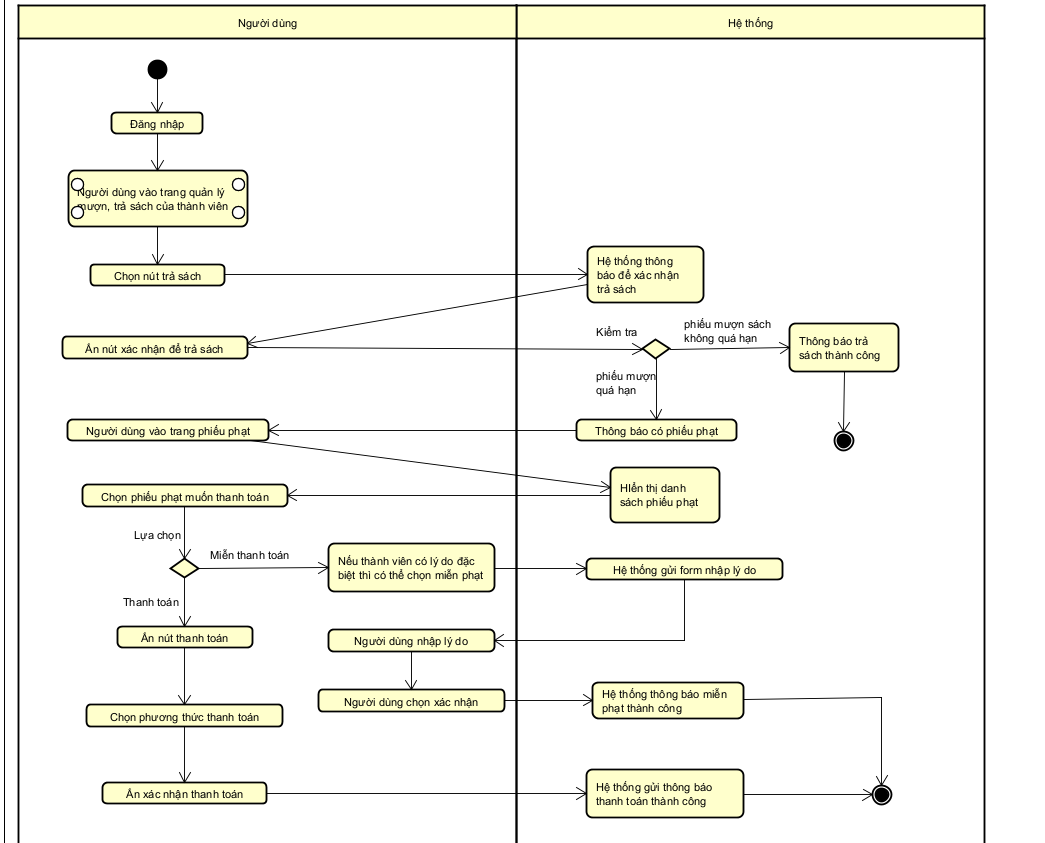 Người dùng
Hệ thống
Đăng nhập
Người dùng vào trang quản lý
mượn, trả sách của thành viên
Chọn nút trả sách
Hệ thống thông
báo để xác nhận
trả sách
Ấn nút xác nhận để trả sách
Kiểm tra
phiếu mượn sách
không quá hạn
Thông báo trả
sách thành công
phiếu mượn
quá hạn
Người dùng vào trang phiếu phạt
Thông báo có phiếu phạt
HIển thị danh
sách phiếu phạt
Chọn phiếu phạt muốn thanh toán
Lựa chọn
Miễn thanh toán
Nếu thành viên có lý do đặc
biệt thì có thể chọn miễn phạt
Hệ thống gửi form nhập lý do
Thanh toán
Ấn nút thanh toán
Người dùng nhập lý do
Người dùng chọn xác nhận
Hệ thống thông báo miễn
phạt thành công
Chọn phương thức thanh toán
Ấn xác nhận thanh toán
Hệ thống gửi thông báo
thanh toán thành công